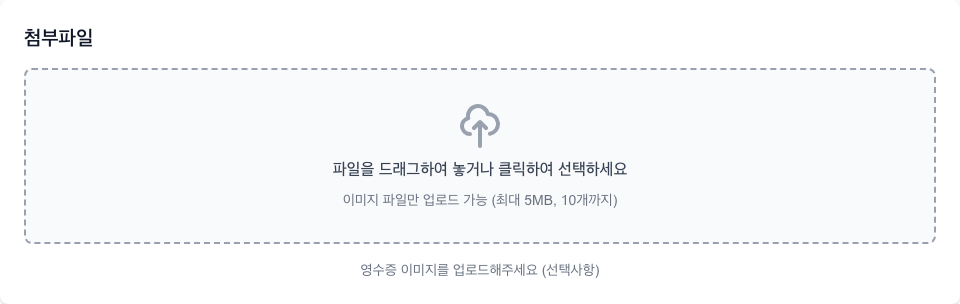 첨부파일
파일을 드래그하여 놓거나 클릭하여 선택하세요
이미지 파일만 업로드 가능 (최대 5MB, 10개까지)
영수증 이미지를 업로드해주세요 (선택사항)